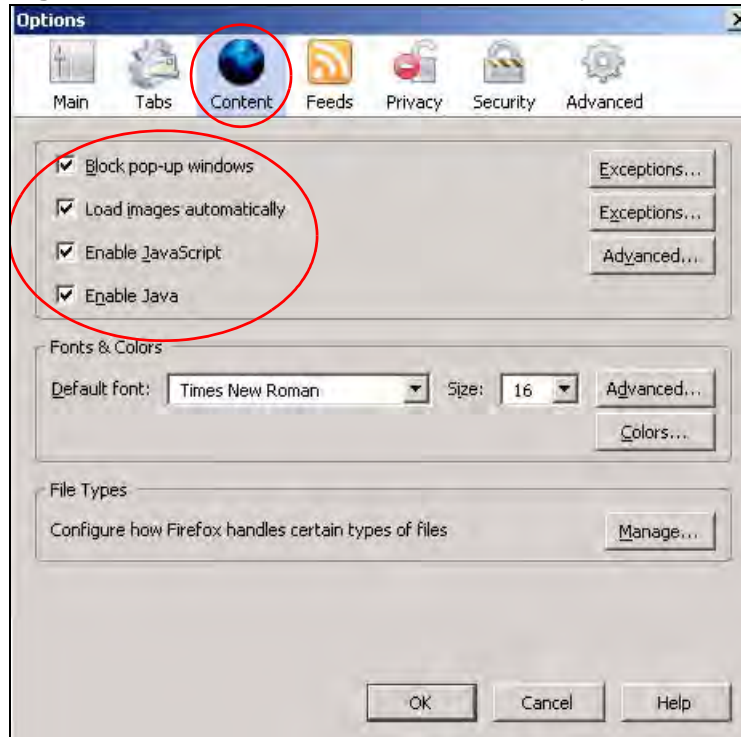 Options
Main Tabs Content Feeds Privacy Security Advanced
Block pop-up windows Exceptions...
Load images automatically Exceptions...
Enable JavaScript Advanced...
Enable Java
Fonts & Colors
Default font: Times New Roman Size: 16 Advanced...
Colors...
File Types
Configure how Firefox handles certain types of files Manage...
OK Cancel Help